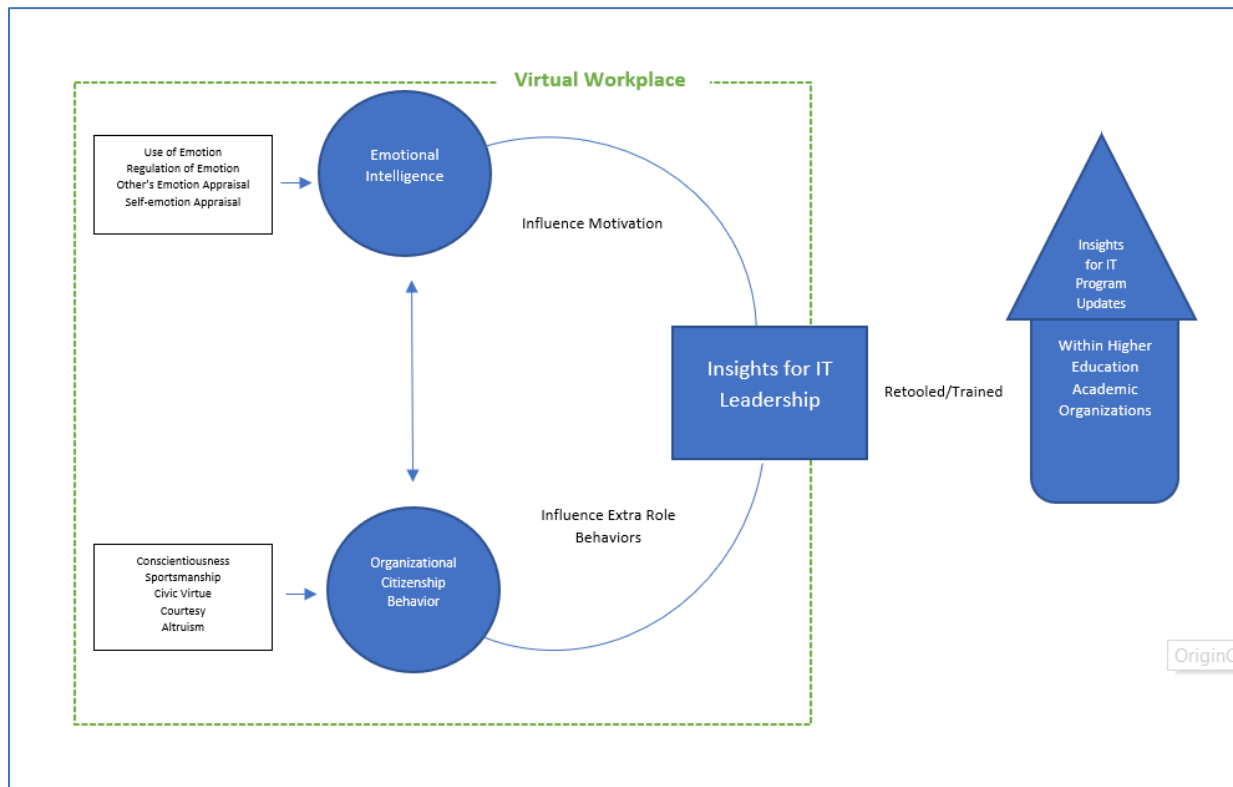 Virtual Workplace
Use of Emotion
Regulation of Emotion
Other's Emotion Appraisal
Self-emotion Appraisal
Emotional
Intelligence
Influence Motivation
Insights for IT
Leadership
Retooled/Trained
Insights
for IT
Program
Updates
Within Higher
Education
Academic
Organizations
Influence Extra Role
Behaviors
Conscientiousness
Sportsmanship
Civic Virtue
Courtesy
Altruism
Organizational
Citizenship
Behavior